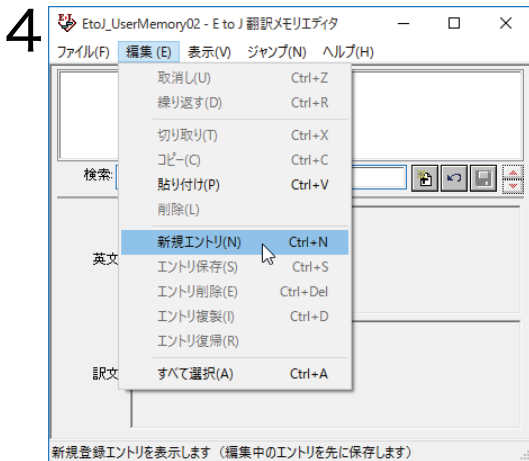 4
EtoJ_UserMemory02 - E to J 翻訳メモリエディタ
ファイル(F) 編集(E) 表示(V) ジャンプ(N) ヘルプ(H)
取消し(U) Ctrl+Z
繰り返す(D) Ctrl+R
切り取り(T) Ctrl+X
コピー(C) Ctrl+C
貼り付け(P) Ctrl+V
削除(L)
検索:
新規エントリ(N) Ctrl+N
エントリ保存(S) Ctrl+S
エントリ削除(E) Ctrl+Del
エントリ複製(I) Ctrl+D
エントリ復帰(R)
すべて選択(A) Ctrl+A
英文
訳文
新規登録エントリを表示します（編集中のエントリを先に保存します）